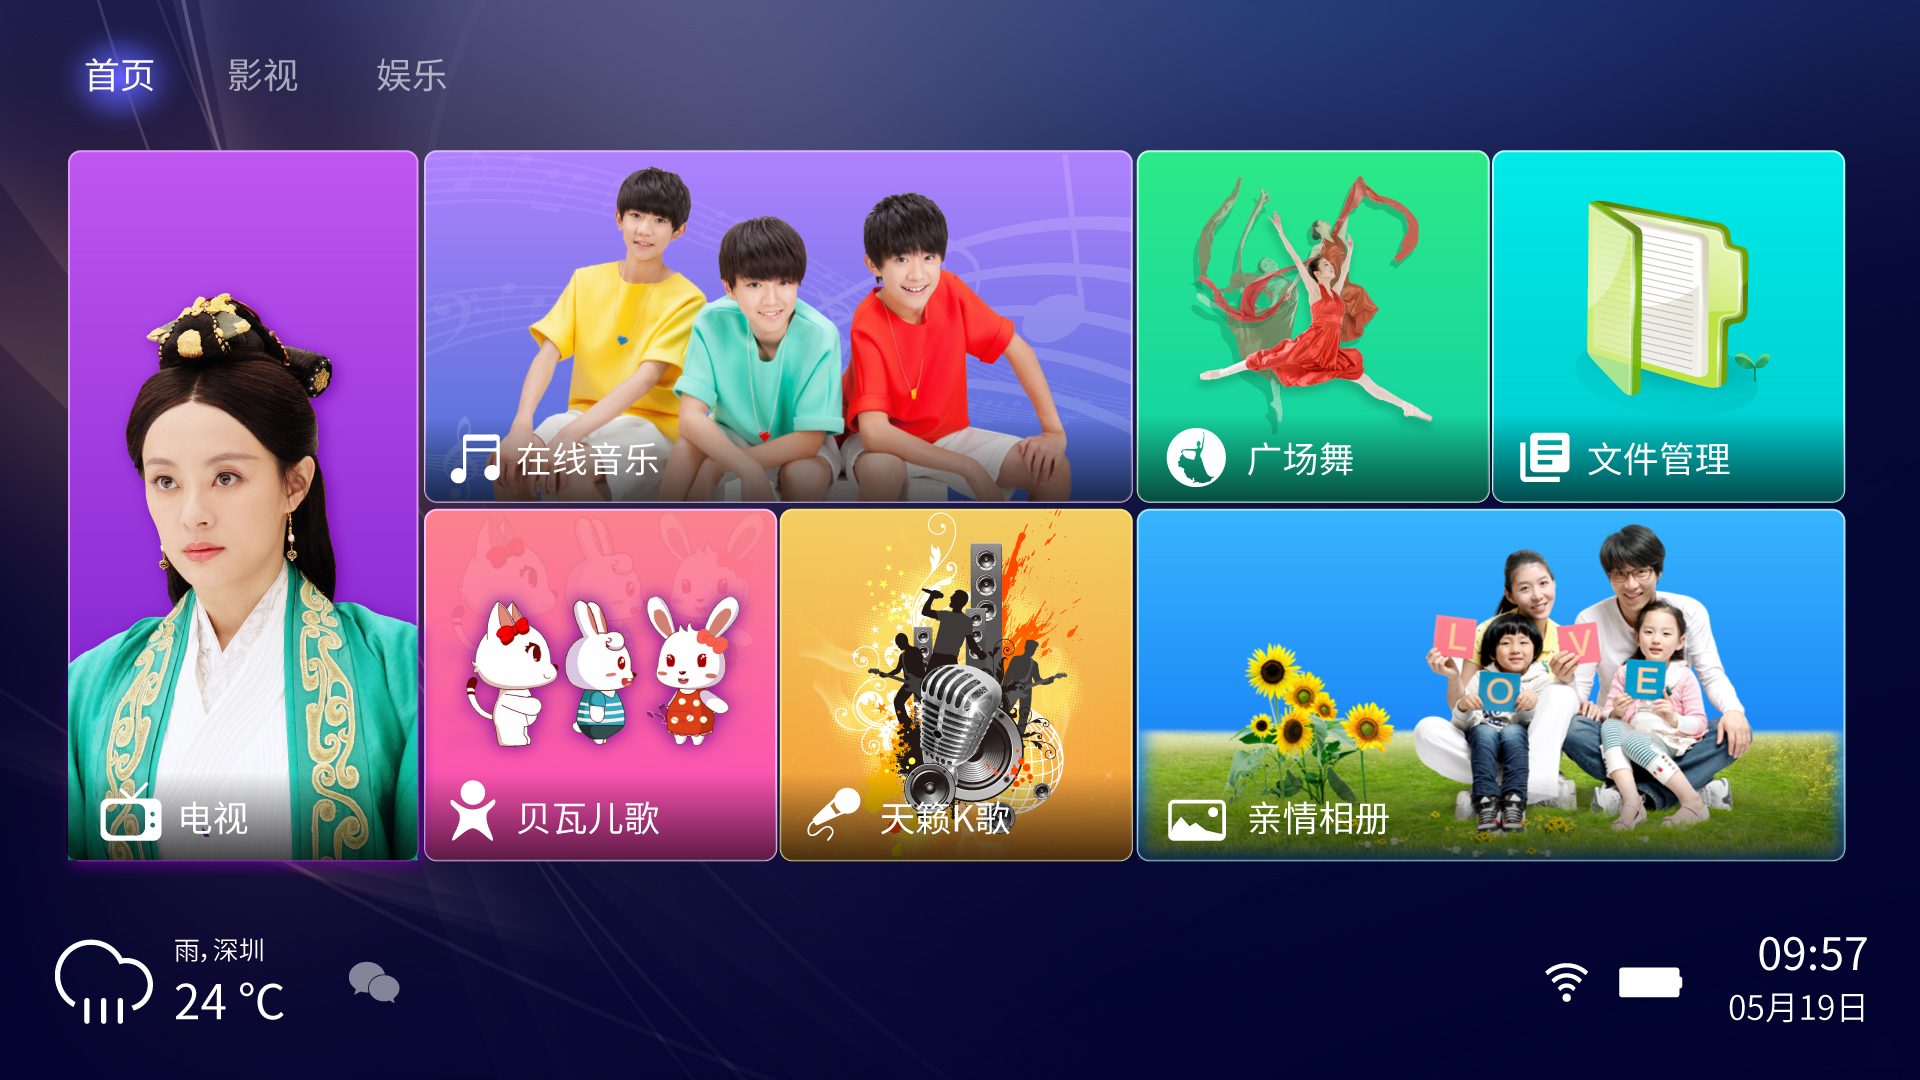 首页
影视
娱乐
在线音乐
广场舞
文件管理
L
O
V
E
电视
贝瓦儿歌
天籁K歌
亲情相册
雨,深圳
24 ℃
09:57
05月19日